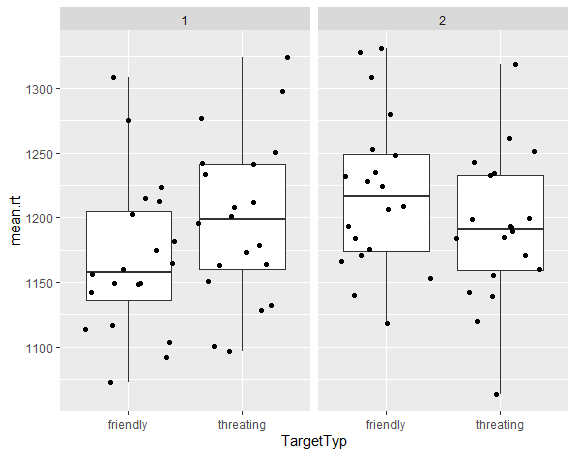 1 2
mean.rt
1300
1250
1200
1150
1100
friendly threating friendly threating
TargetTyp